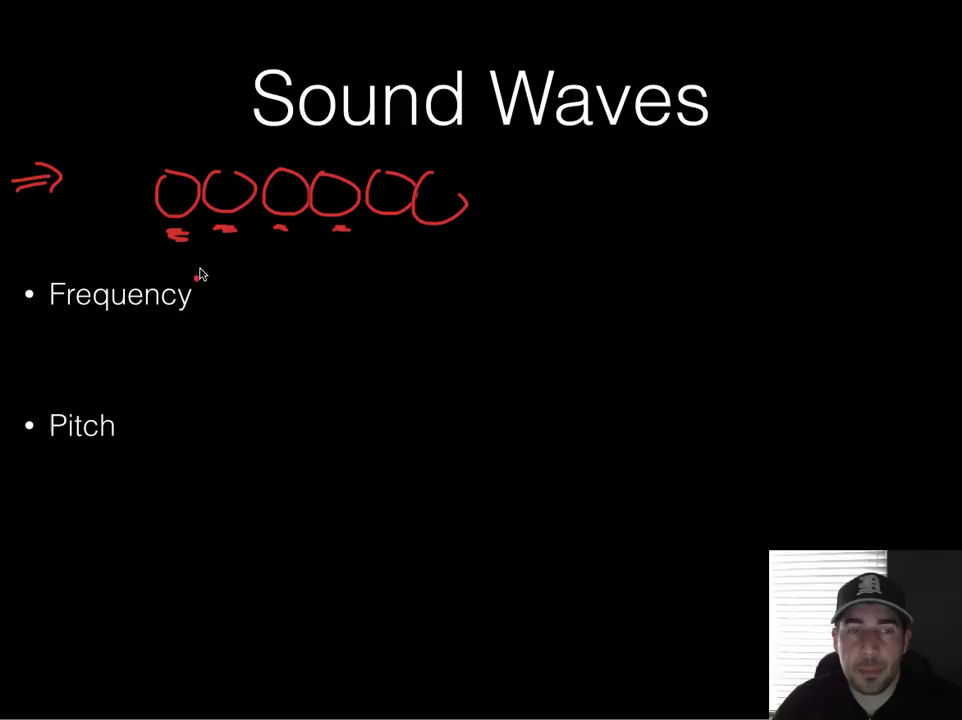 Sound Waves
• Frequency
• Pitch